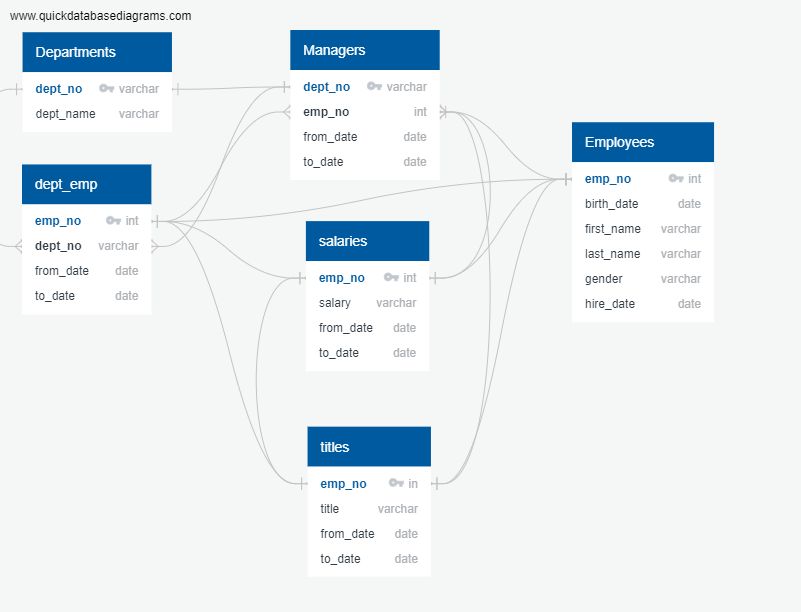 www.quickdatabasediagrams.com
Departments
dept_no varchar
dept_name varchar
Managers
dept_no varchar
emp_no int
from_date date
to_date date
Employees
emp_no int
birth_date date
first_name varchar
last_name varchar
gender varchar
hire_date date
dept_emp
emp_no int
dept_no varchar
from_date date
to_date date
salaries
emp_no int
salary varchar
from_date date
to_date date
titles
emp_no in
title varchar
from_date date
to_date date